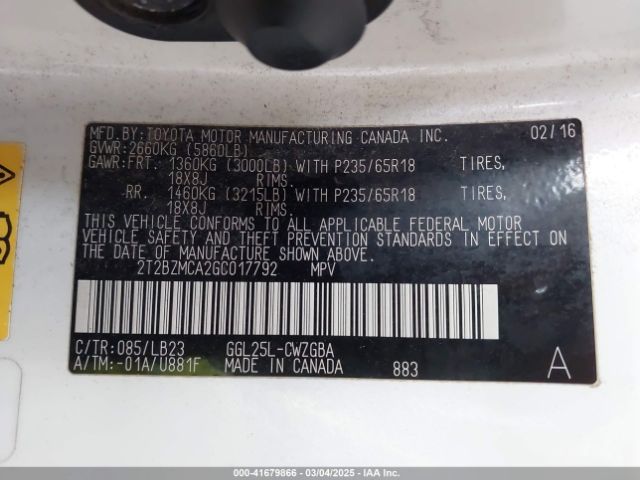 MFD.BY:TOYOTA MOTOR MANUFACTURING CANADA INC. 02/16
GVWR:2660KG (5860LB)
GAWR:FRT. 1360KG (3000LB) WITH P235/65R18 TIRES,
18X8J RIMS.
RR. 1460KG (3215LB) WITH P235/65R18 TIRES,
18X8J RIMS.
THIS VEHICLE CONFORMS TO ALL APPLICABLE FEDERAL MOTOR
VEHICLE SAFETY AND THEFT PREVENTION STANDARDS IN EFFECT ON
THE DATE OF MANUFACTURE SHOWN ABOVE.
2T2BZMCA2GC017792 MPV
C/TR:085/LB23 GGL25L-CWZGBA
A/TM:-01A/U881F MADE IN CANADA 883 A
000-41679866 - 03/04/2025 - IAA Inc.